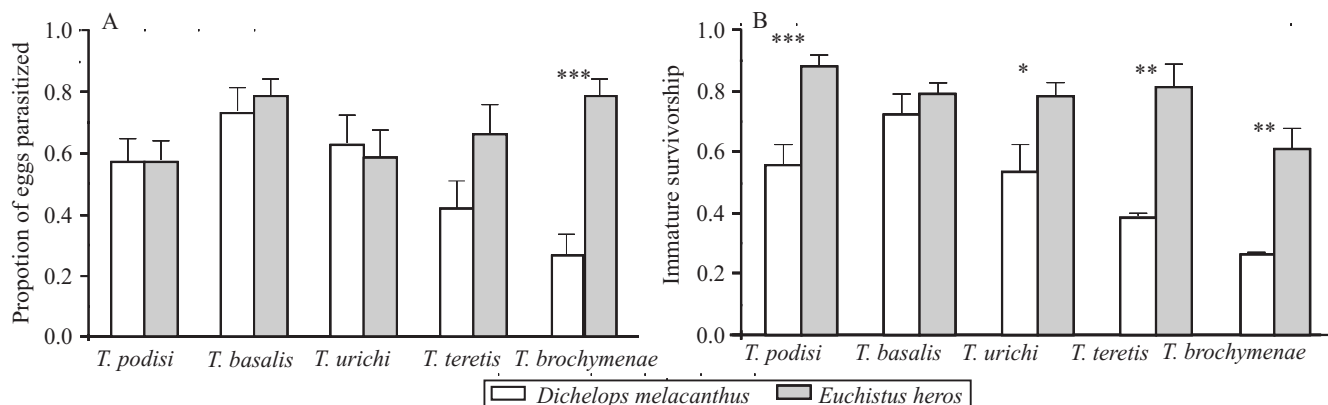 A
Propotion of eggs parasitized
1.0
0.8
0.6
0.4
0.2
0.0
***
T. podisi T. basalis T. urichi T. teretis T. brochymenae
B
Immature survivorship
1.0
0.8
0.6
0.4
0.2
0.0
***
*
**
**
T. podisi T. basalis T. urichi T. teretis T. brochymenae
Dichelops melacanthus Euchistus heros